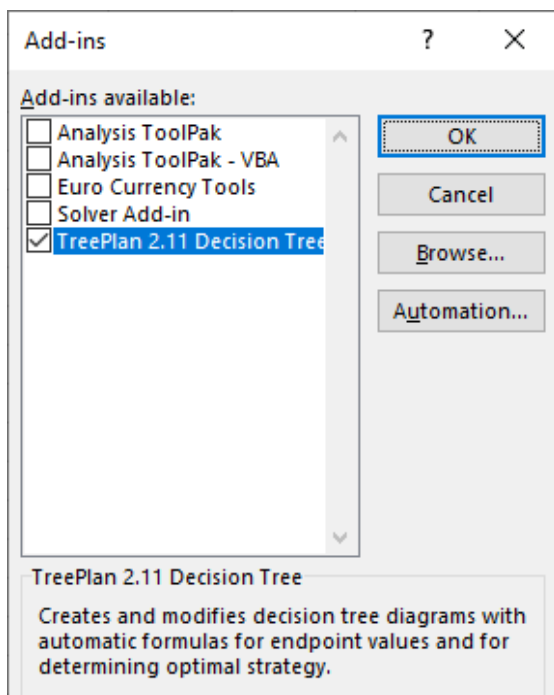 Add-ins
?
Add-ins available:
Analysis ToolPak
Analysis ToolPak - VBA
Euro Currency Tools
Solver Add-in
TreePlan 2.11 Decision Tree
OK
Cancel
Browse...
Automation...
TreePlan 2.11 Decision Tree
Creates and modifies decision tree diagrams with
automatic formulas for endpoint values and for
determining optimal strategy.